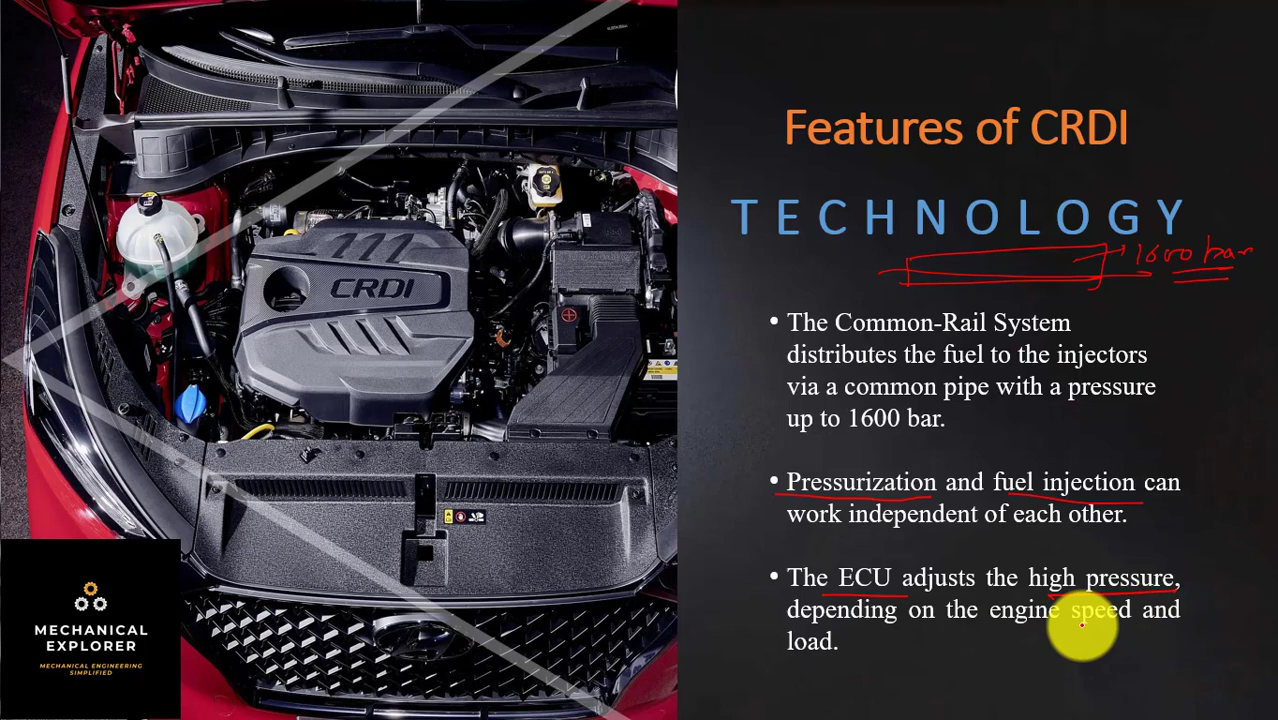 Features of CRDI
TECHNOLOGY
1600 bar
• The Common-Rail System
distributes the fuel to the injectors
via a common pipe with a pressure
up to 1600 bar.
• Pressurization and fuel injection can
work independent of each other.
• The ECU adjusts the high pressure,
depending on the engine speed and
load.
CRDI
MECHANICAL
EXPLORER
MECHANICAL ENGINEERING
SIMPLIFIED